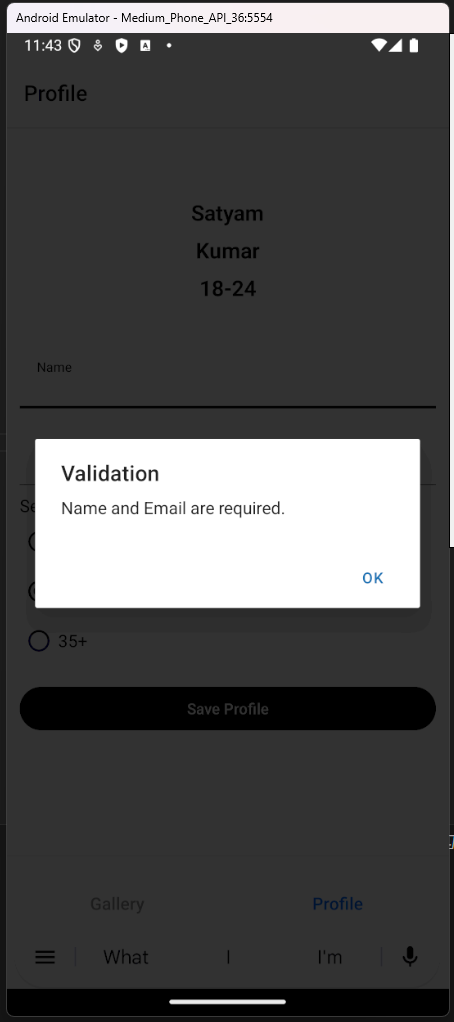 Android Emulator - Medium_Phone_API_36:5554
11:43
Profile
Satyam
Kumar
18-24
Name
Validation
Name and Email are required.
Se
OK
35+
Save Profile
Gallery Profile
What I I'm